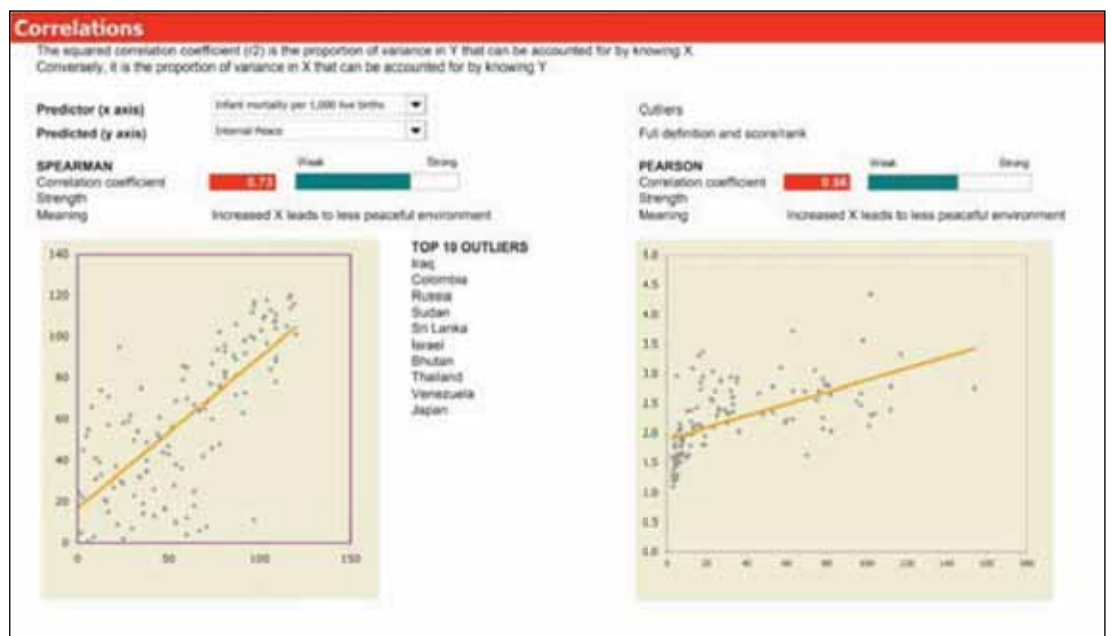 Correlations
The squared correlation coefficient (r2) is the proportion of variance in Y that can be accounted for by knowing X
Conversely, it is the proportion of variance in X that can be accounted for by knowing Y
Predictor (x axis)
Infant mortality per 1,000 live births
Predicted (y axis)
Internal Peace
Outliers
Full definition and score/rank
SPEARMAN
Weak
Strong
Correlation coefficient
0.73
Strength
Meaning
Increased X leads to less peaceful environment
PEARSON
Weak
Strong
Correlation coefficient
Strength
Meaning
Increased X leads to less peaceful environment
140
120
100
80
60
40
20
0
0 50 100 150
TOP 10 OUTLIERS
Iraq
Colombia
Russia
Sudan
Sri Lanka
Israel
Bhutan
Thailand
Venezuela
Japan
5.0
4.5
4.0
3.5
3.0
2.5
2.0
1.5
1.0
0.0
0 20 40 60 80 100 120 140 160 180